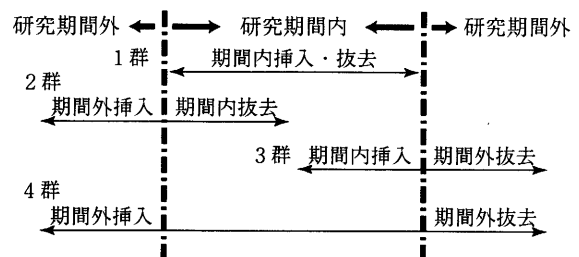 研究期間外 研究期間内 研究期間外
1群 期間内挿入・抜去
2群
期間外挿入 期間内抜去
3群 期間内挿入 期間外抜去
4群
期間外挿入 期間外抜去